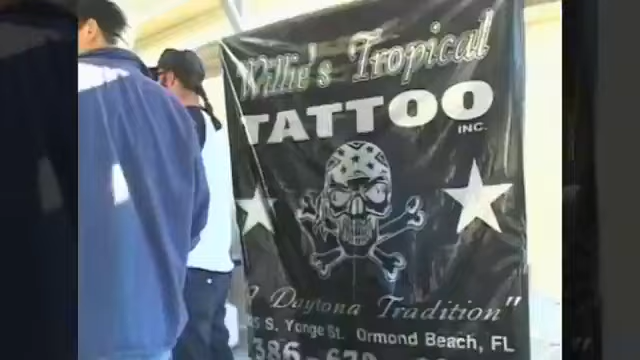 Willie's Tropical
TATTOO
INC.
Daytona Tradition"
S. Yonge St. Ormond Beach, FL
386-